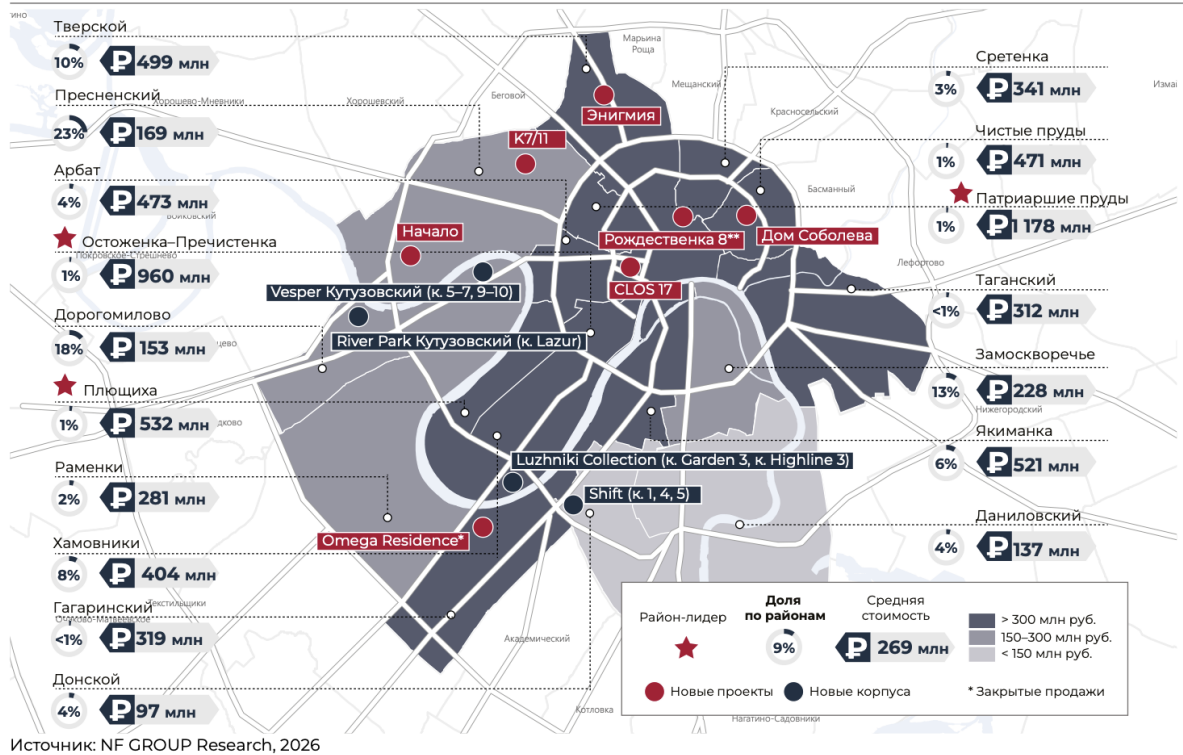 Тверской
10% ₽ 499 млн
Пресненский
23% ₽ 169 млн
Арбат
4% ₽ 473 млн
Остоженка–Пречистенка
1% ₽ 960 млн
Дорогомилово
18% ₽ 153 млн
Плющиха
1% ₽ 532 млн
Раменки
2% ₽ 281 млн
Хамовники
8% ₽ 404 млн
Гагаринский
<1% ₽ 319 млн
Донской
4% ₽ 97 млн
Сретенка
3% ₽ 341 млн
Чистые пруды
1% ₽ 471 млн
Патриаршие пруды
1% ₽ 1 178 млн
Таганский
<1% ₽ 312 млн
Замоскворечье
13% ₽ 228 млн
Якиманка
6% ₽ 521 млн
Даниловский
4% ₽ 137 млн
Энигмия
K7/11
Начало
Рождественка 8**
Дом Соболева
CLOS 17
Vesper Кутузовский (к. 5–7, 9–10)
River Park Кутузовский (к. Lazur)
Luzhniki Collection (к. Garden 3, к. Highline 3)
Shift (к. 1, 4, 5)
Omega Residence*
Марьина
Роща
Мещанский
Красносельский
Беговой
Хорошевский
Хорошево-Мневники
Басманный
Лефортово
Нижегородский
Покровское-Стрешнево
Очаково-Матвеевское
Академический
Котловка
Нагатино-Садовники
Район-лидер
Доля
по районам
9%
Средняя
стоимость
₽ 269 млн
> 300 млн руб.
150–300 млн руб.
< 150 млн руб.
Новые проекты
Новые корпуса
* Закрытые продажи
Источник: NF GROUP Research, 2026